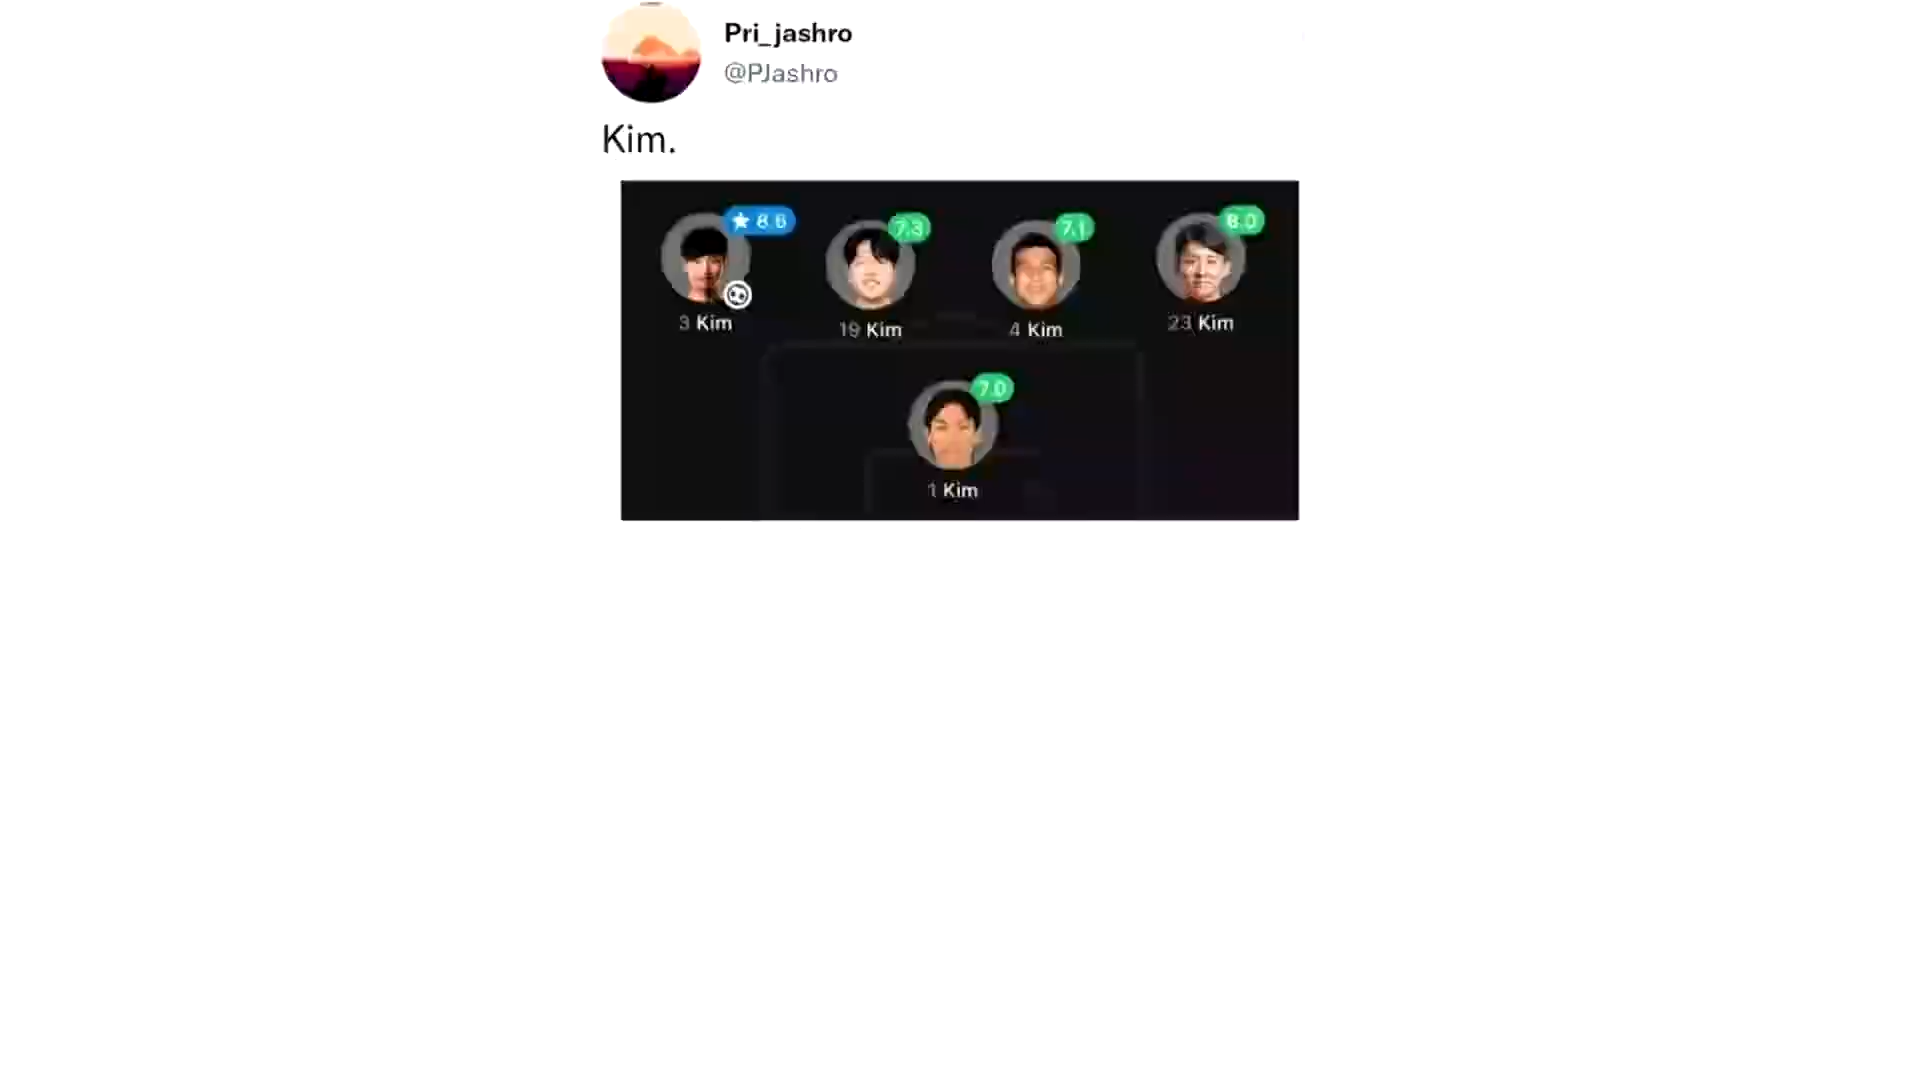 Pri_jashro
@PJashro
Kim.
8.6
7.3
7.1
8.0
3 Kim
19 Kim
4 Kim
23 Kim
7.0
1 Kim